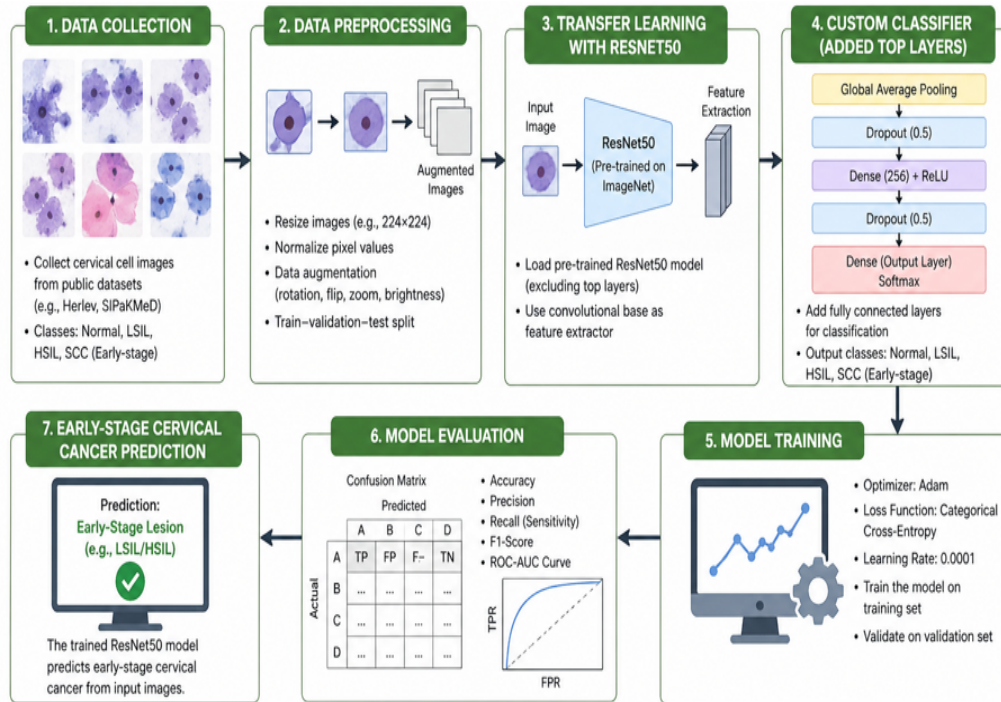 1. DATA COLLECTION
• Collect cervical cell images
from public datasets
(e.g., Herlev, SIPaKMeD)
• Classes: Normal, LSIL,
HSIL, SCC (Early-stage)
2. DATA PREPROCESSING
Augmented
Images
• Resize images (e.g., 224×224)
• Normalize pixel values
• Data augmentation
(rotation, flip, zoom, brightness)
• Train–validation–test split
3. TRANSFER LEARNING
WITH RESNET50
Input
Image
ResNet50
(Pre-trained on
ImageNet)
Feature
Extraction
• Load pre-trained ResNet50 model
(excluding top layers)
• Use convolutional base as
feature extractor
4. CUSTOM CLASSIFIER
(ADDED TOP LAYERS)
Global Average Pooling
Dropout (0.5)
Dense (256) + ReLU
Dropout (0.5)
Dense (Output Layer)
Softmax
• Add fully connected layers
for classification
• Output classes: Normal, LSIL,
HSIL, SCC (Early-stage)
5. MODEL TRAINING
• Optimizer: Adam
• Loss Function: Categorical
Cross-Entropy
• Learning Rate: 0.0001
• Train the model on
training set
• Validate on validation set
6. MODEL EVALUATION
Confusion Matrix
Predicted
A B C D
Actual
A TP FP F- TN
B ... ... ... ...
C ... ... ... ...
D ... ... ... ...
• Accuracy
• Precision
• Recall (Sensitivity)
• F1-Score
• ROC-AUC Curve
TPR
FPR
7. EARLY-STAGE CERVICAL
CANCER PREDICTION
Prediction:
Early-Stage Lesion
(e.g., LSIL/HSIL)
The trained ResNet50 model
predicts early-stage cervical
cancer from input images.